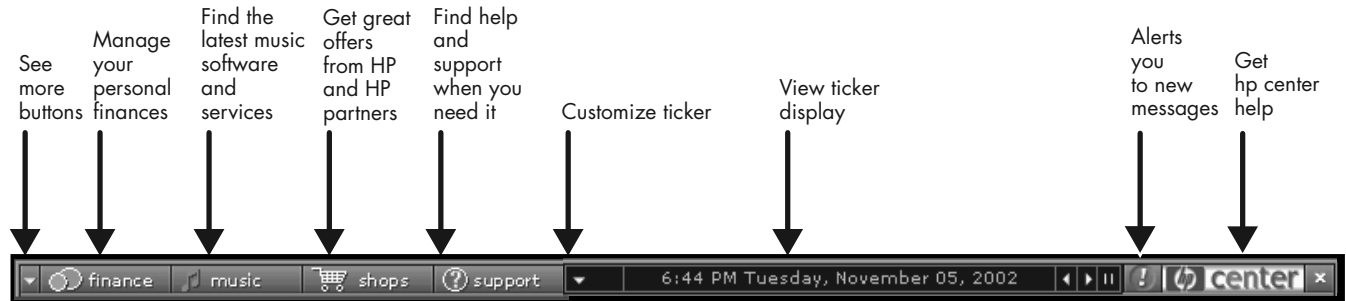 See
more
buttons
Manage
your
personal
finances
Find the
latest music
software
and
services
Get great
offers
from HP
and HP
partners
Find help
and
support
when you
need it
Customize ticker
View ticker
display
Alerts
you
to new
messages
Get
hp center
help
finance
music
shops
? support
6:44 PM Tuesday, November 05, 2002
!
hp center
×